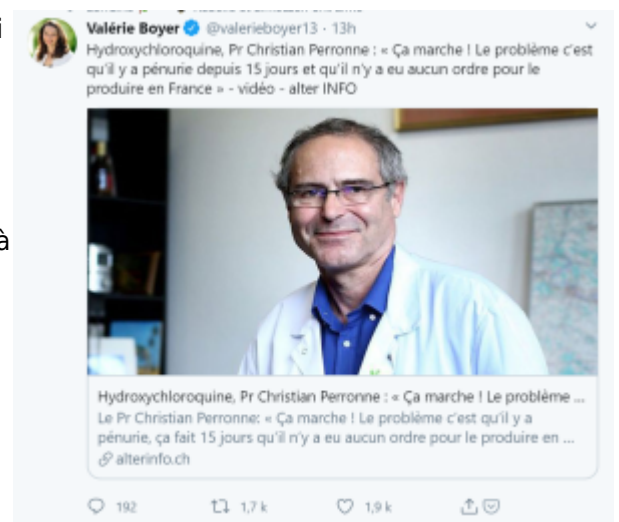 i
Valérie Boyer @valerieboyer13 · 13h
Hydroxychloroquine, Pr Christian Perronne : « Ça marche ! Le problème c'est
qu'il y a pénurie depuis 15 jours et qu'il n'y a eu aucun ordre pour le
produire en France » - vidéo - alter INFO
à
Hydroxychloroquine, Pr Christian Perronne : « Ça marche ! Le problème ...
Le Pr Christian Perronne: « Ça marche ! Le problème c'est qu'il y a
pénurie, ça fait 15 jours qu'il n'y a eu aucun ordre pour le produire en ...
alterinfo.ch
192 1,7 k 1,9 k